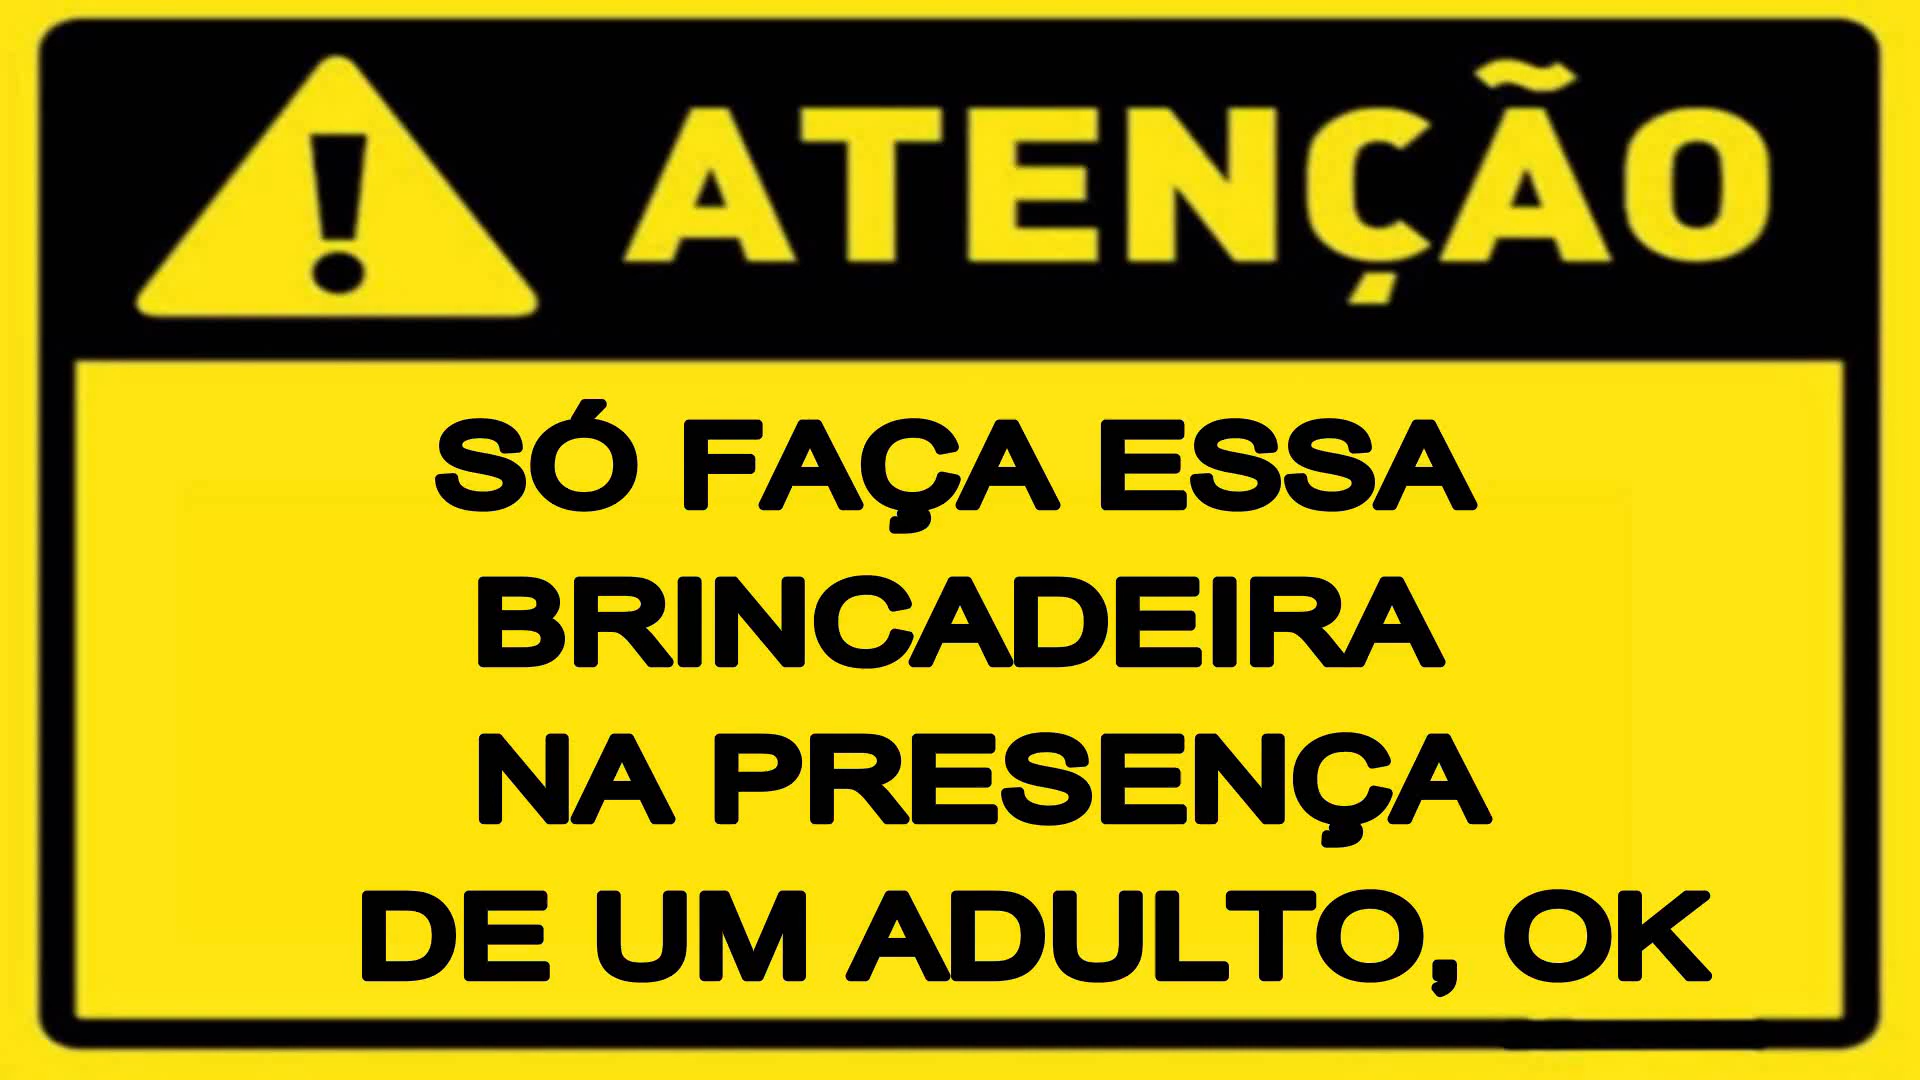 ATENÇÃO
SÓ FAÇA ESSA
BRINCADEIRA
NA PRESENÇA
DE UM ADULTO, OK